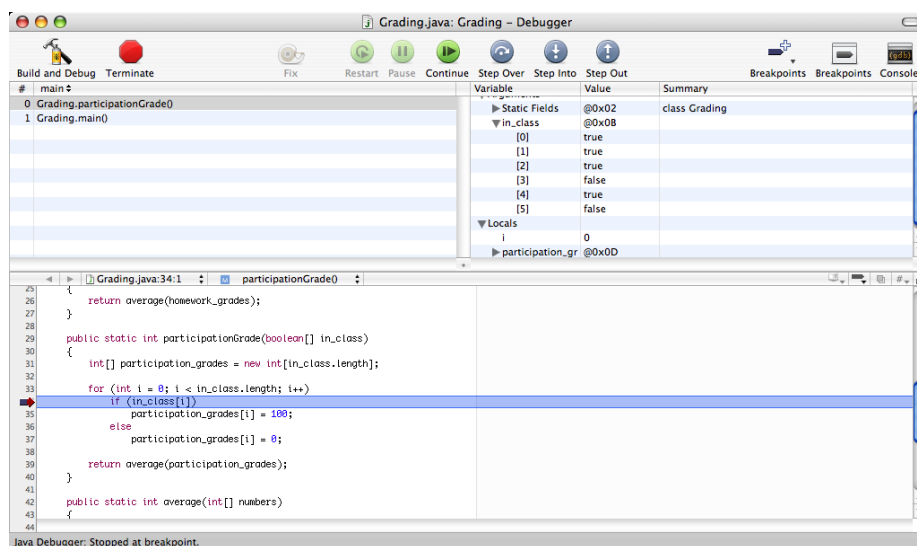 Grading.java: Grading – Debugger
Build and Debug Terminate Fix Restart Pause Continue Step Over Step Into Step Out Breakpoints Breakpoints Console
# main Variable Value Summary
0 Grading.participationGrade()
1 Grading.main()
Static Fields @0x02 class Grading
in_class @0x0B
[0] true
[1] true
[2] true
[3] false
[4] true
[5] false
Locals
i 0
participation_gr @0x0D
Grading.java:34:1 M participationGrade()
25 {
26 return average(homework_grades);
27 }
28
29 public static int participationGrade(boolean[] in_class)
30 {
31 int[] participation_grades = new int[in_class.length];
32
33 for (int i = 0; i < in_class.length; i++)
if (in_class[i])
35 participation_grades[i] = 100;
36 else
37 participation_grades[i] = 0;
38
39 return average(participation_grades);
40 }
41
42 public static int average(int[] numbers)
43 {
44
Java Debugger: Stopped at breakpoint.